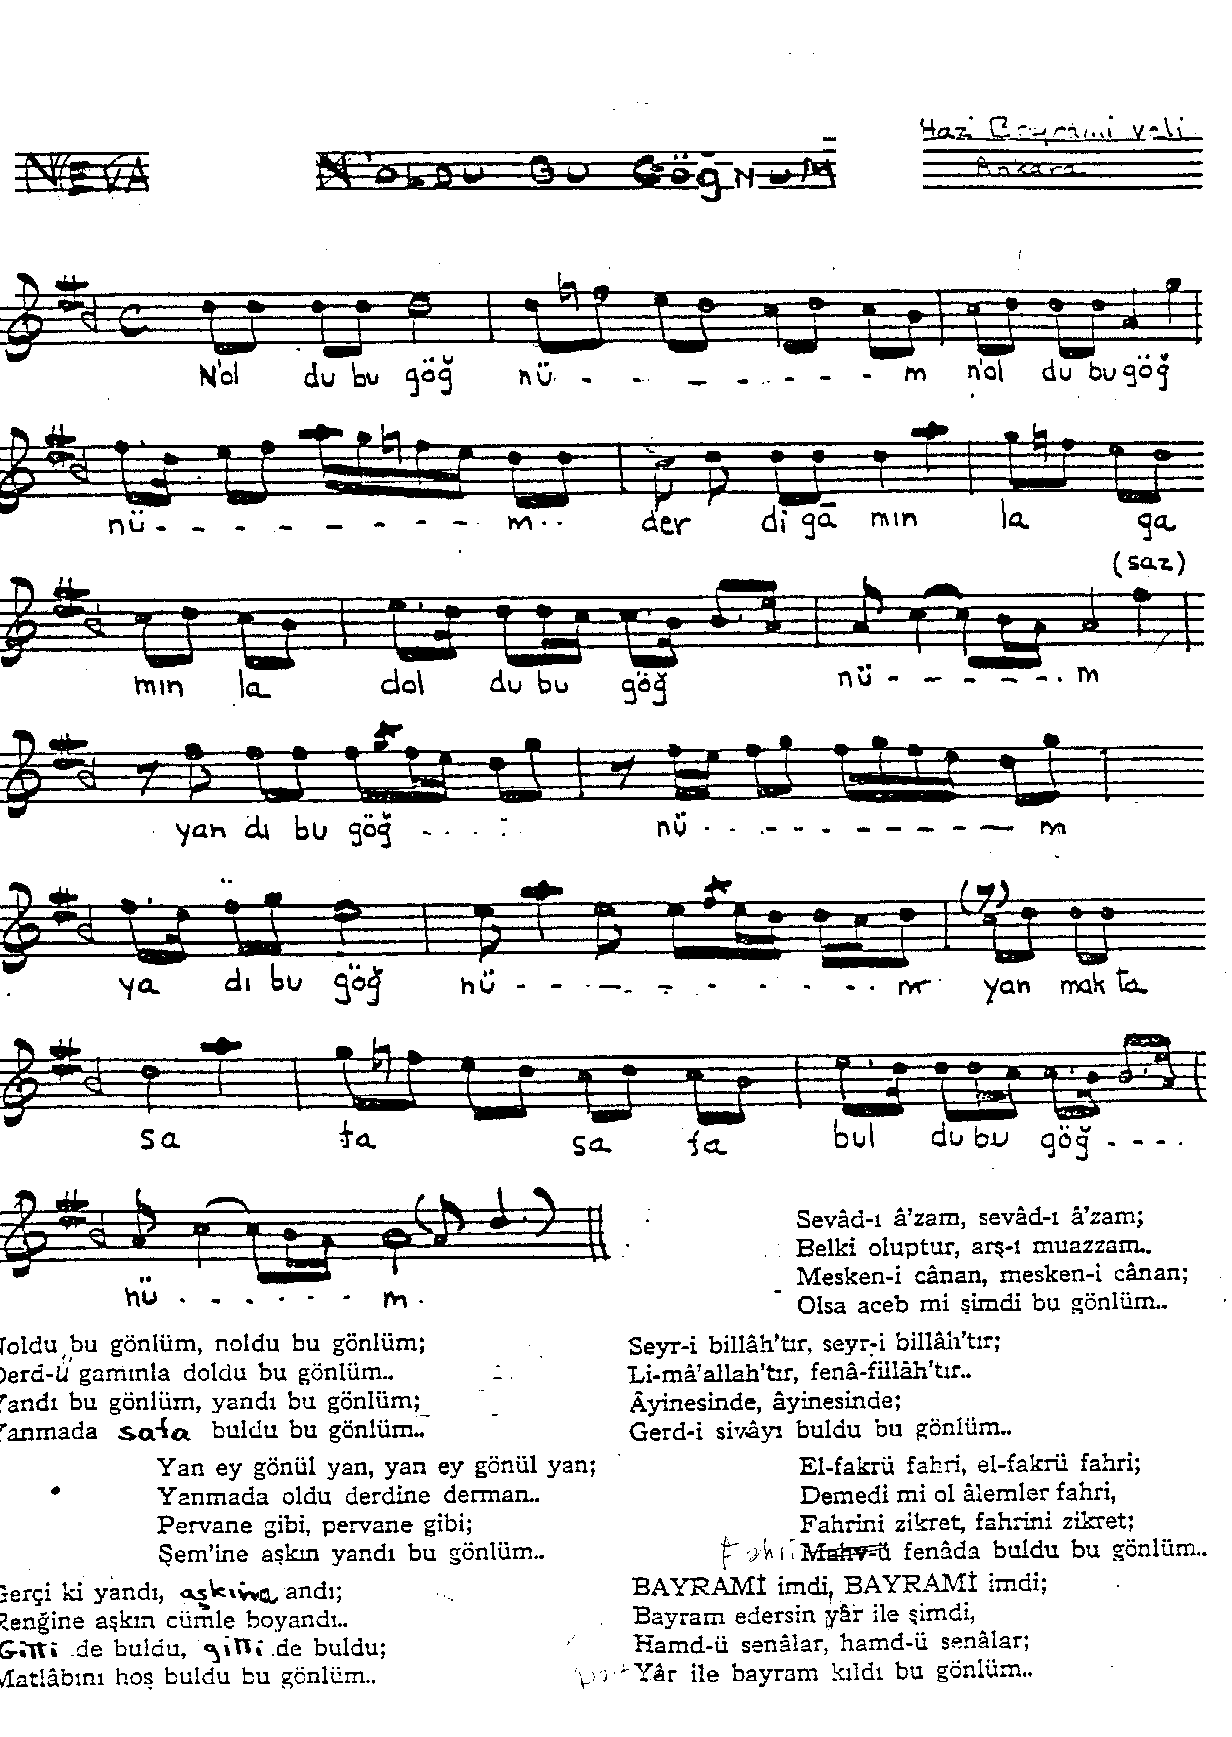 Hazi Bayrami Veli
NEVA
N'OLDU BU GÖĞNUM
Ankara
N'ol du bu göğ nü - - - - - - - m n'ol du bu göğ
nü - - - - - - - - m.. der di ga mın la ga
(saz)
mın la dol du bu göğ nü - - - - - . m
yan dı bu göğ - . . . nü - - - - - - - m
ya dı bu göğ nü - - - - - - - - - yan mak ta
sa fa sa fa bul du bu göğ - - - .
nü . - . - . m .
Sevâd-ı â'zam, sevâd-ı â'zam;
Belki oluptur, arş-ı muazzam..
Mesken-i cânan, mesken-i cânan;
Olsa aceb mi şimdi bu gönlüm..
Noldu bu gönlüm, noldu bu gönlüm;
Derd-ü gamınla doldu bu gönlüm..
Yandı bu gönlüm, yandı bu gönlüm;
Yanmada safa buldu bu gönlüm..
Seyr-i billâh'tır, seyr-i billâh'tır;
Li-mâ'allah'tır, fenâ-fillâh'tır..
Âyinesinde, âyinesinde;
Gerd-i sivâyı buldu bu gönlüm..
Yan ey gönül yan, yan ey gönül yan;
Yanmada oldu derdine derman..
Pervane gibi, pervane gibi;
Şem'ine aşkın yandı bu gönlüm..
El-fakrü fahri, el-fakrü fahri;
Demedi mi ol âlemler fahri,
Fahrini zikret, fahrini zikret;
Mahv-ü fenâda buldu bu gönlüm..
Gerçi ki yandı, aşkına andı;
Renğine aşkın cümle boyandı..
Gitti de buldu, gitti de buldu;
Matlâbını hoş buldu bu gönlüm..
BAYRAMİ imdi, BAYRAMİ imdi;
Bayram edersin yâr ile şimdi,
Hamd-ü senâlar, hamd-ü senâlar;
Yâr ile bayram kıldı bu gönlüm..